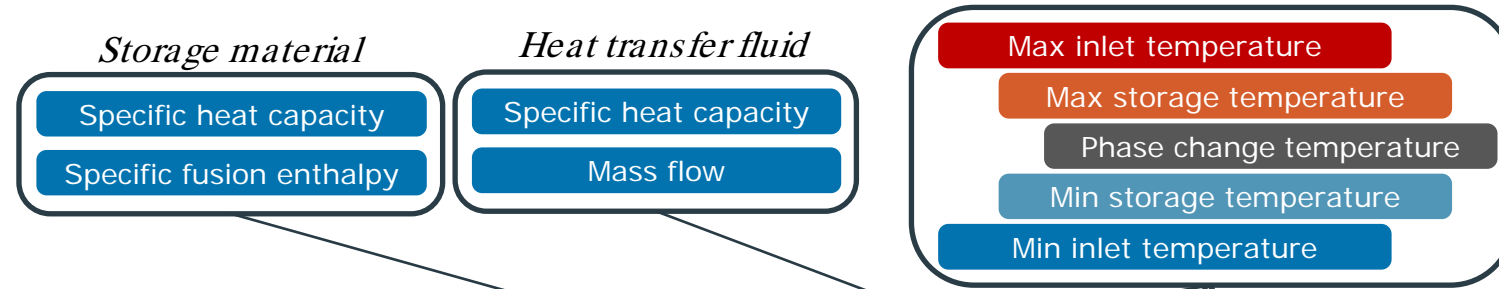 Storage material
Specific heat capacity
Specific fusion enthalpy
Heat transfer fluid
Specific heat capacity
Mass flow
Max inlet temperature
Max storage temperature
Phase change temperature
Min storage temperature
Min inlet temperature